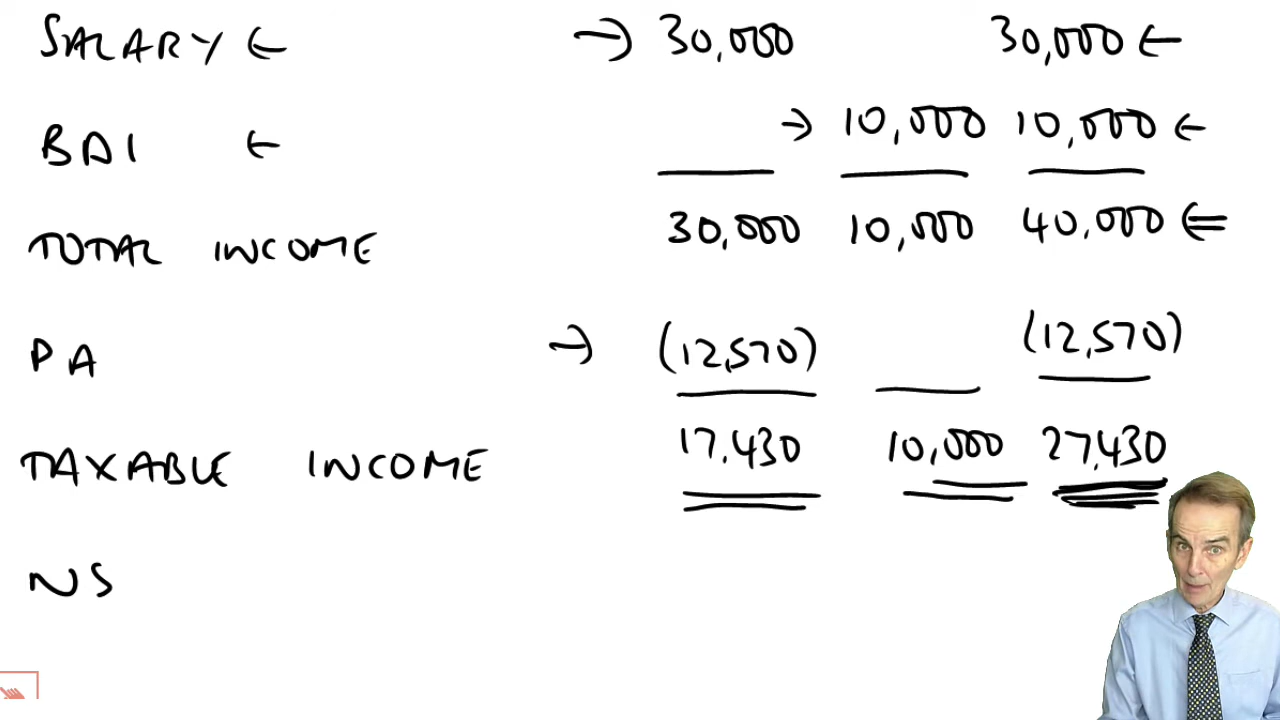 SALARY ← → 30,000 30,000 ←
BAI ← → 10,000 10,000 ←
TOTAL INCOME 30,000 10,000 40,000 ⇐
PA → (12,570) (12,570)
TAXABLE INCOME 17,430 10,000 27,430
NS